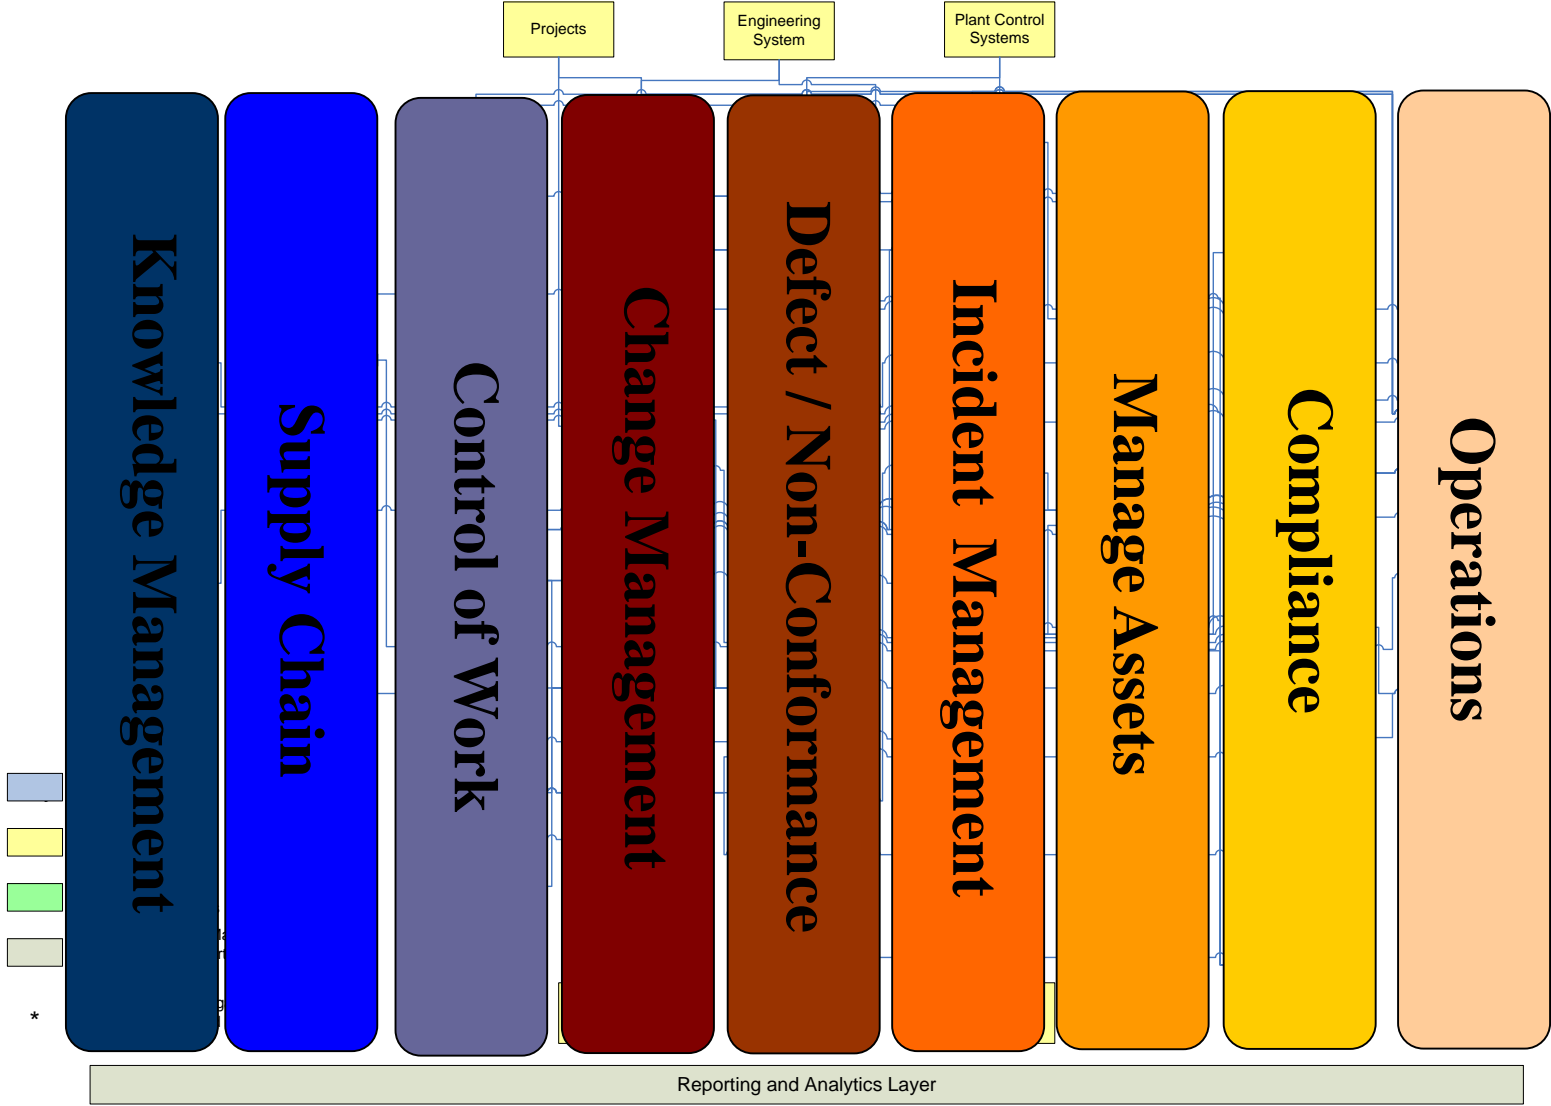 Projects
Engineering
System
Plant Control
Systems
Knowledge Management
Supply Chain
Control of Work
Change Management
Defect / Non-Conformance
Incident Management
Manage Assets
Compliance
Operations
*
Reporting and Analytics Layer